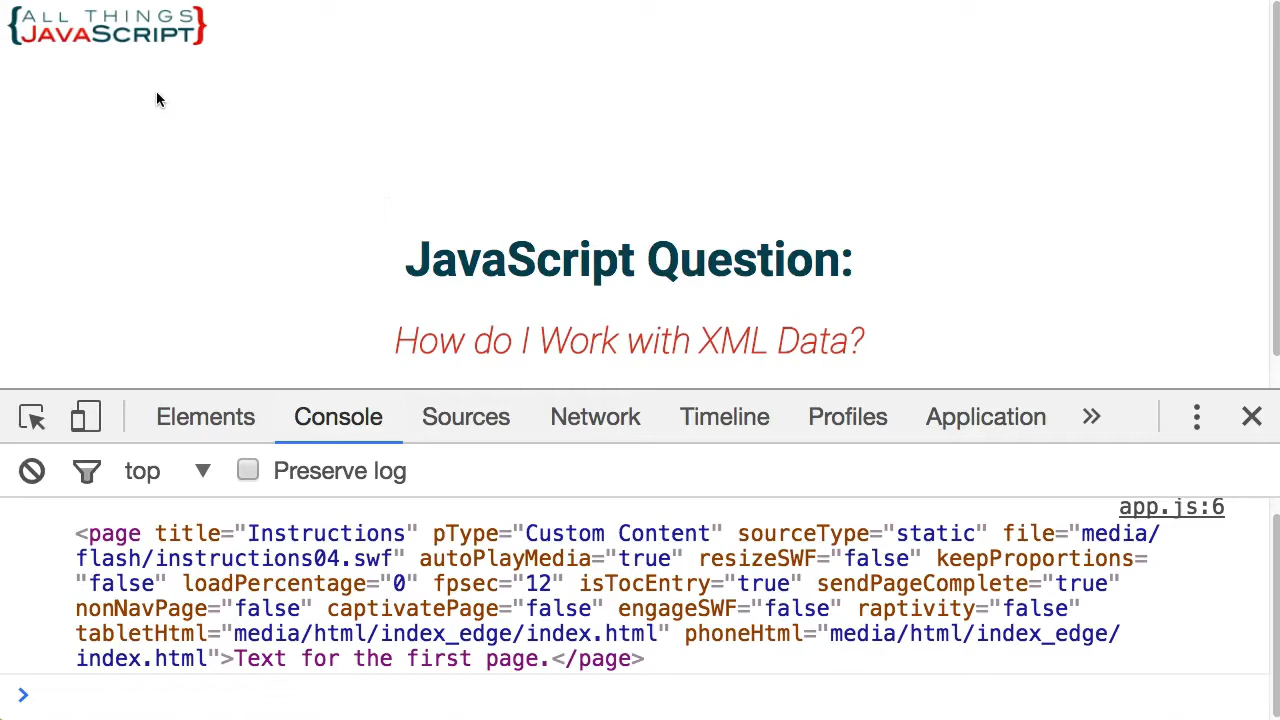 {ALL THINGS
JAVASCRIPT}
JavaScript Question:
How do I Work with XML Data?
Elements Console Sources Network Timeline Profiles Application »
top ▼ Preserve log
app.js:6
<page title="Instructions" pType="Custom Content" sourceType="static" file="media/
flash/instructions04.swf" autoPlayMedia="true" resizeSWF="false" keepProportions=
"false" loadPercentage="0" fpsec="12" isTocEntry="true" sendPageComplete="true"
nonNavPage="false" captivatePage="false" engageSWF="false" raptivity="false"
tabletHtml="media/html/index_edge/index.html" phoneHtml="media/html/index_edge/
index.html">Text for the first page.</page>